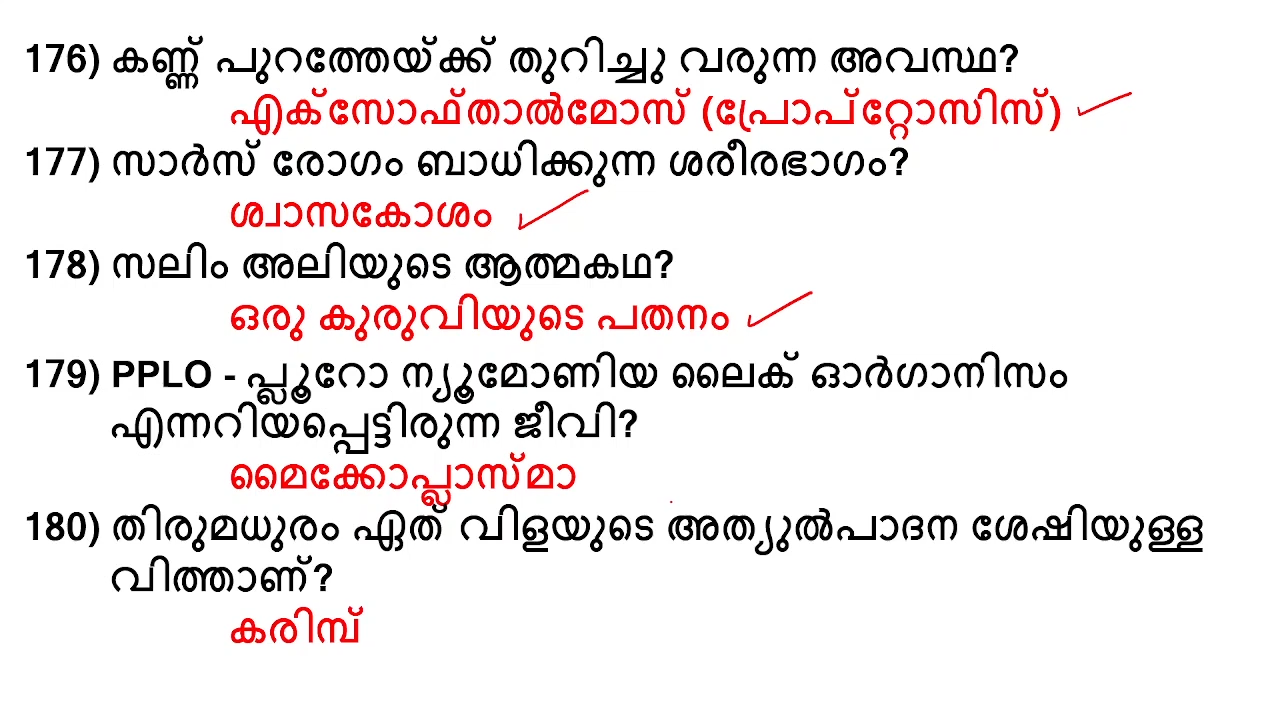 176) കണ്ണ് പുറത്തേയ്ക്ക് തുറിച്ചു വരുന്ന അവസ്ഥ?
എക്സോഫ്താൽമോസ് (പ്രോപ്റ്റോസിസ്)
177) സാർസ് രോഗം ബാധിക്കുന്ന ശരീരഭാഗം?
ശ്വാസകോശം
178) സലിം അലിയുടെ ആത്മകഥ?
ഒരു കുരുവിയുടെ പതനം
179) PPLO - പ്ലൂറോ ന്യൂമോണിയ ലൈക് ഓർഗാനിസം
എന്നറിയപ്പെട്ടിരുന്ന ജീവി?
മൈക്കോപ്ലാസ്മാ
180) തിരുമധുരം ഏത് വിളയുടെ അത്യുൽപാദന ശേഷിയുള്ള
വിത്താണ്?
കരിമ്പ്